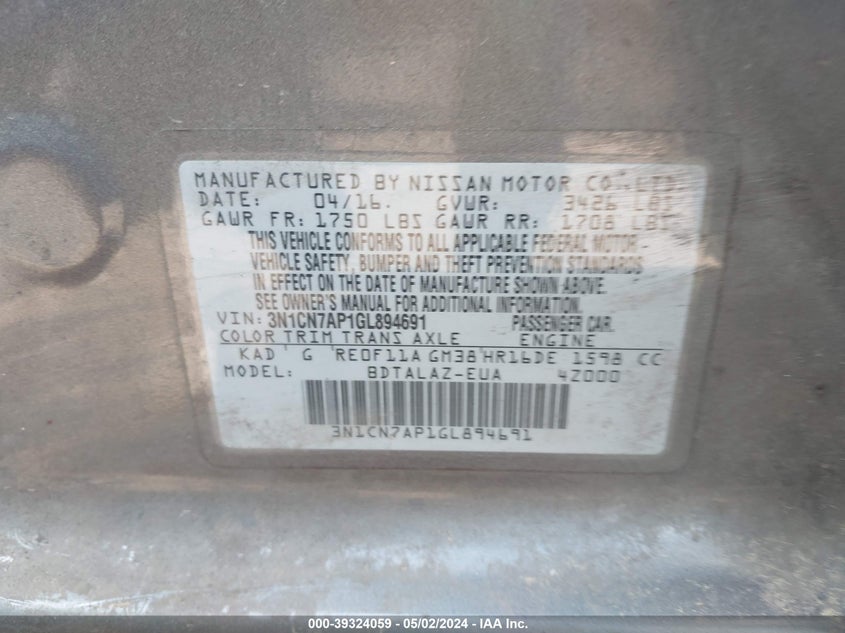 MANUFACTURED BY NISSAN MOTOR CO.,LTD.
DATE: 04/16. GVWR: 3426 LBS
GAWR FR: 1750 LBS GAWR RR: 1708 LBS
THIS VEHICLE CONFORMS TO ALL APPLICABLE FEDERAL MOTOR
VEHICLE SAFETY, BUMPER AND THEFT PREVENTION STANDARDS
IN EFFECT ON THE DATE OF MANUFACTURE SHOWN ABOVE.
SEE OWNER'S MANUAL FOR ADDITIONAL INFORMATION.
VIN: 3N1CN7AP1GL894691 PASSENGER CAR.
COLOR TRIM TRANS AXLE ENGINE
KAD G RE0F11A GM38 HR16DE 1598 CC
MODEL: BDTALAZ-EUA 4Z000
3N1CN7AP1GL894691
000-39324059 - 05/02/2024 - IAA Inc.